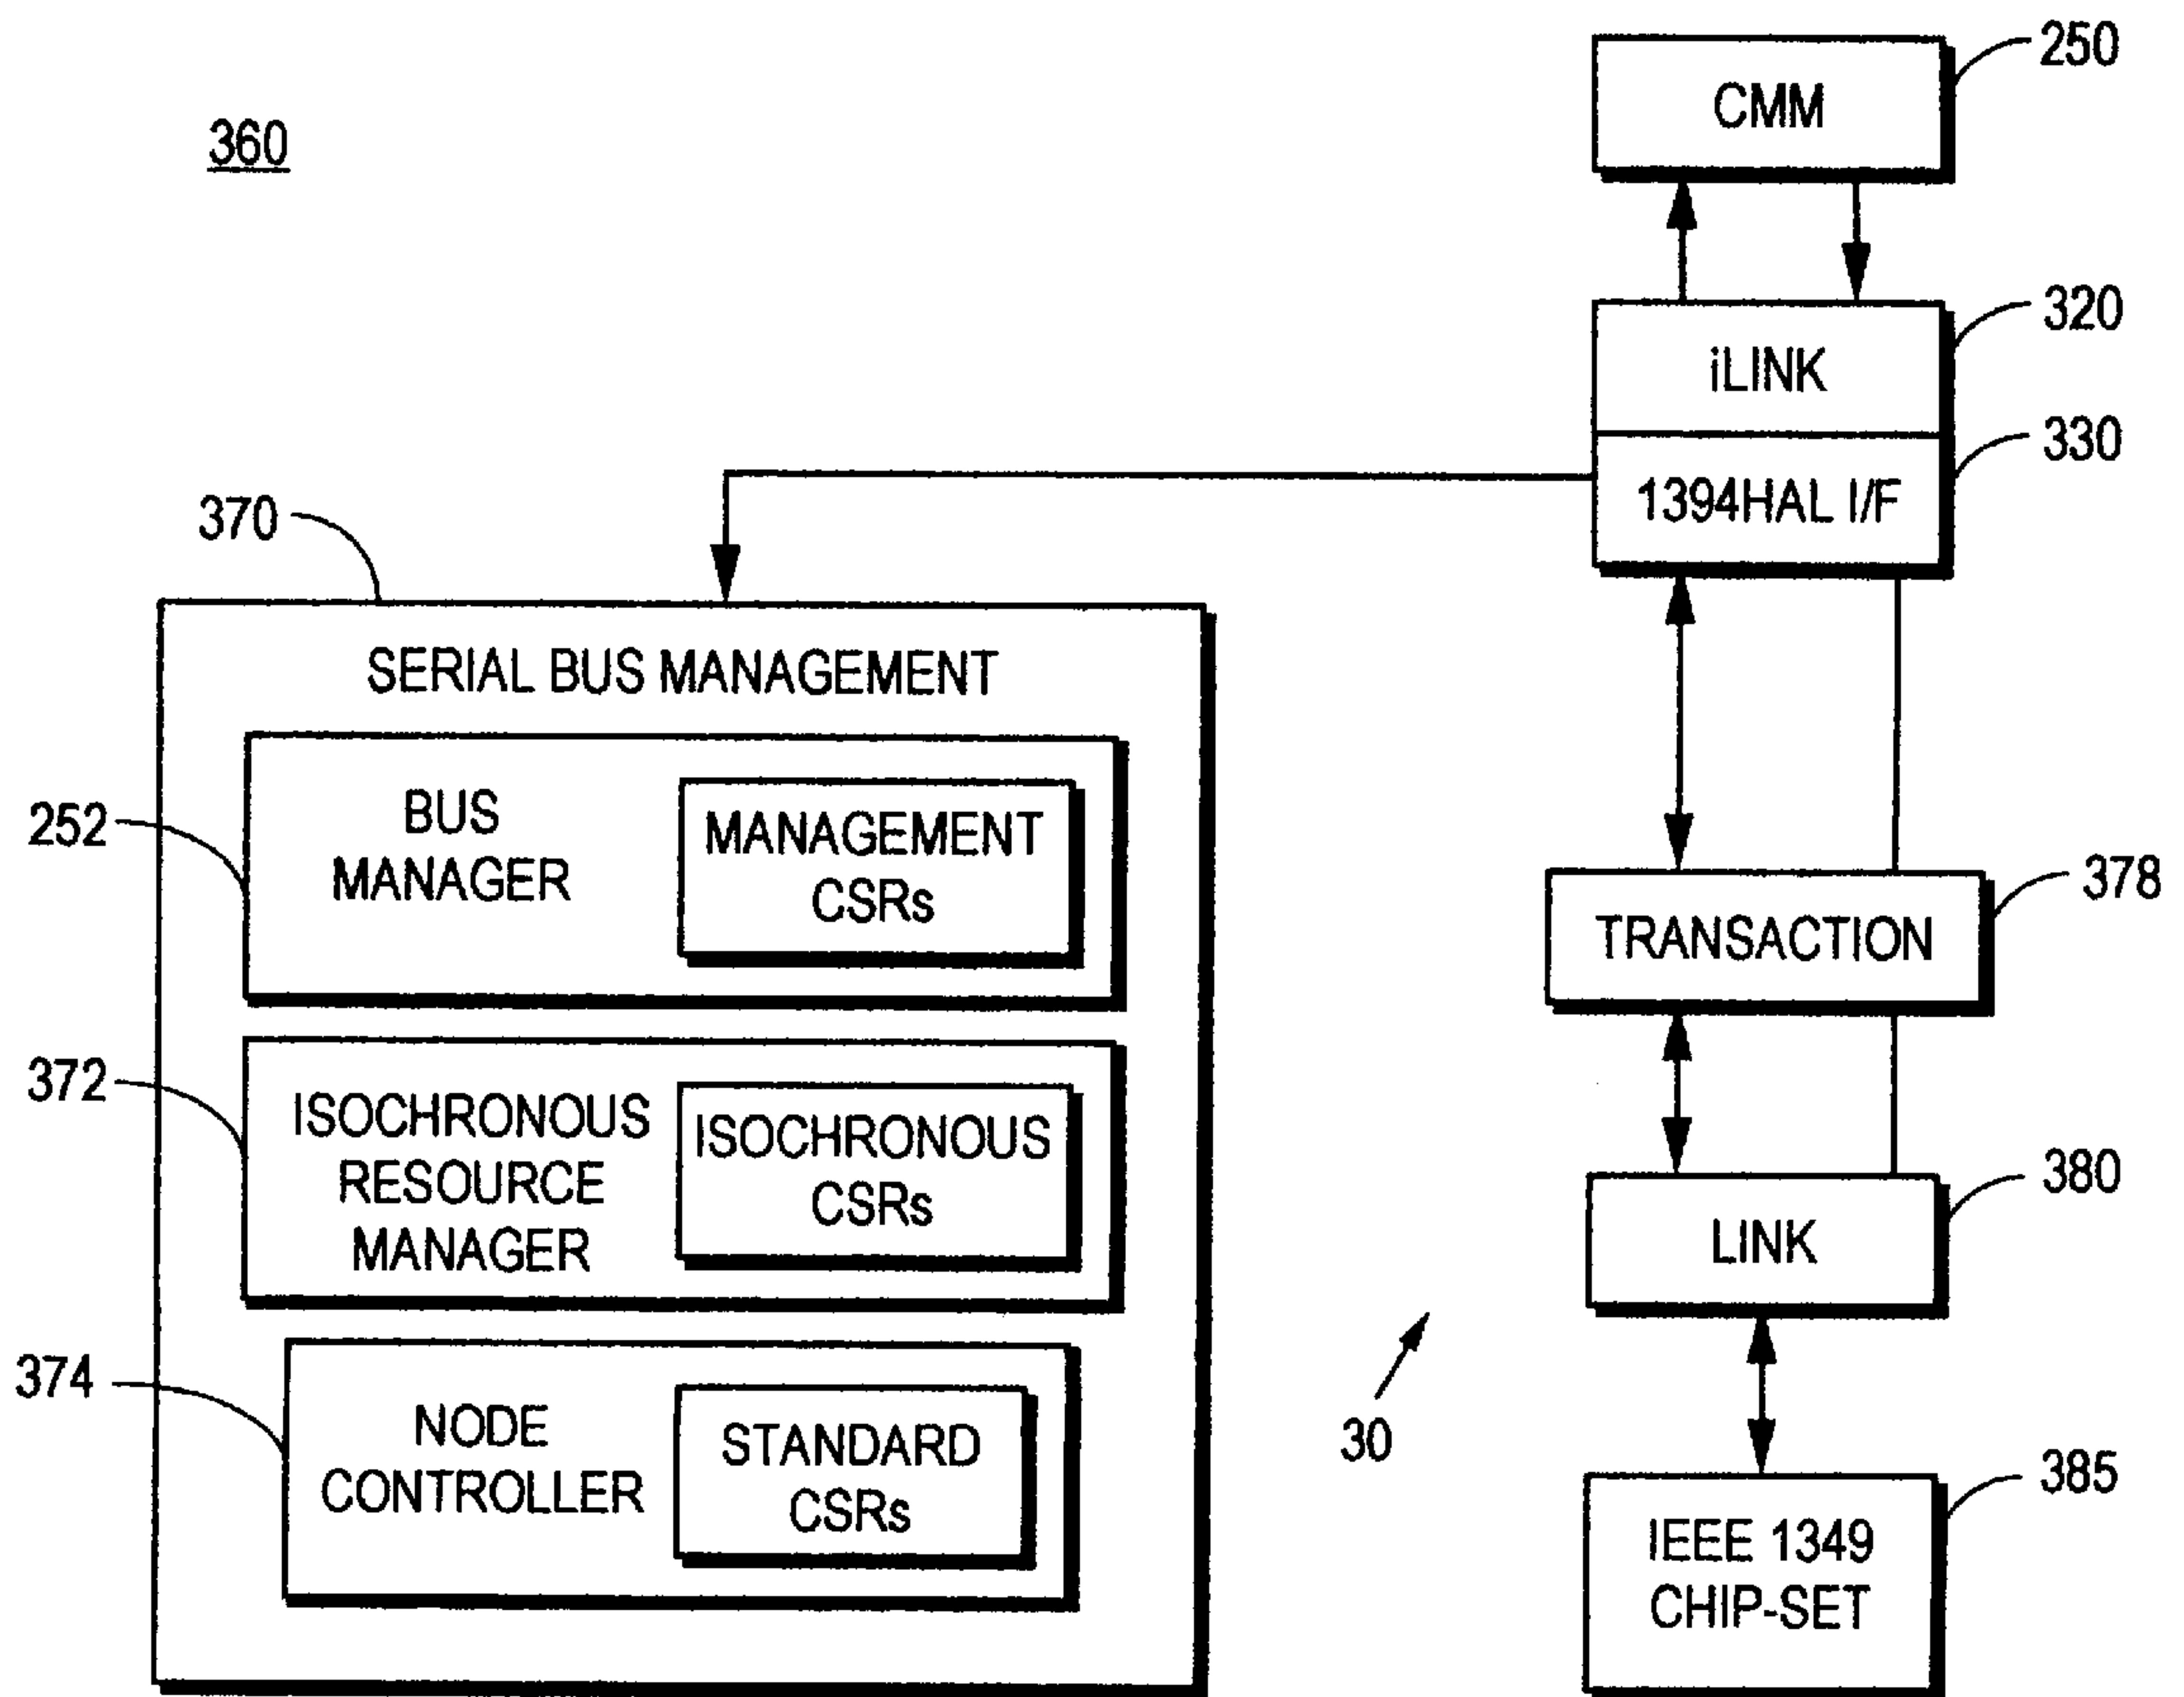 360
250
CMM
320
iLINK
330
1394HAL I/F
370
SERIAL BUS MANAGEMENT
252
BUS
MANAGER
MANAGEMENT
CSRs
378
TRANSACTION
372
ISOCHRONOUS
RESOURCE
MANAGER
ISOCHRONOUS
CSRs
380
LINK
374
NODE
CONTROLLER
STANDARD
CSRs
30
385
IEEE 1349
CHIP-SET